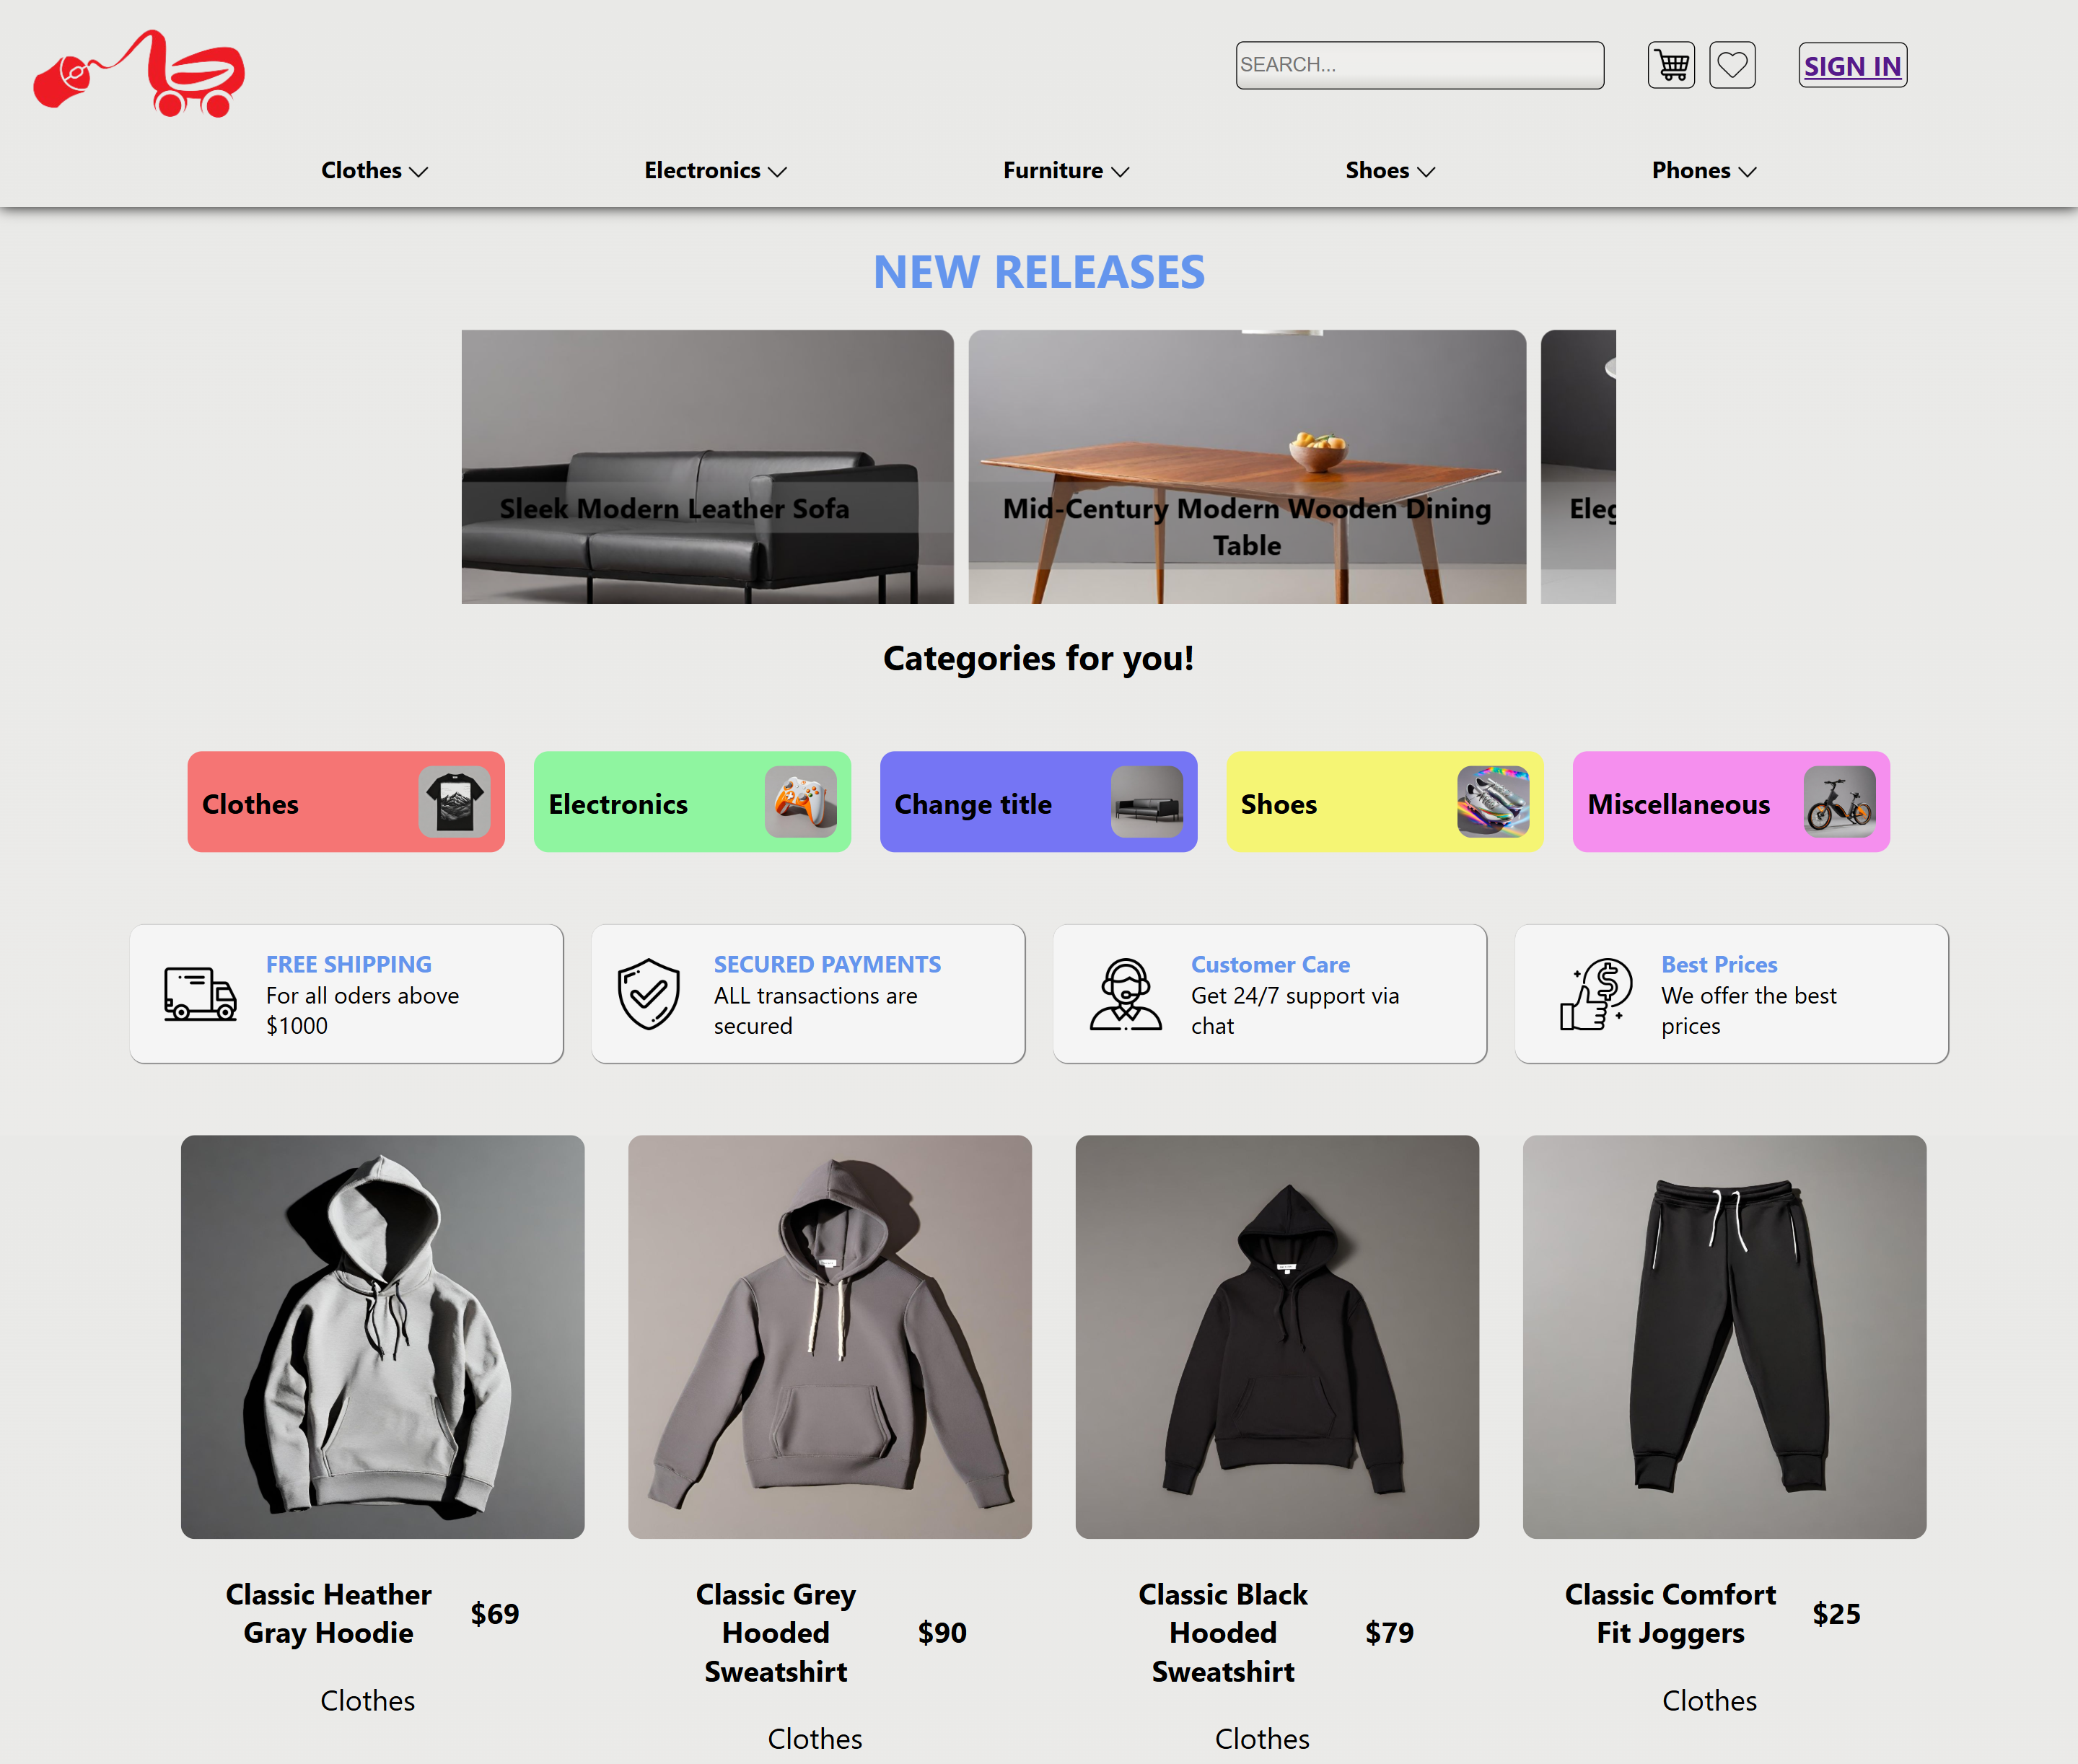 SEARCH...
SIGN IN
Clothes
Electronics
Furniture
Shoes
Phones
NEW RELEASES
Sleek Modern Leather Sofa
Mid-Century Modern Wooden Dining
Table
Eleg
Categories for you!
Clothes
Electronics
Change title
Shoes
Miscellaneous
FREE SHIPPING
For all oders above
$1000
SECURED PAYMENTS
ALL transactions are
secured
Customer Care
Get 24/7 support via
chat
Best Prices
We offer the best
prices
Classic Heather
Gray Hoodie
$69
Clothes
Classic Grey
Hooded
Sweatshirt
$90
Clothes
Classic Black
Hooded
Sweatshirt
$79
Clothes
Classic Comfort
Fit Joggers
$25
Clothes